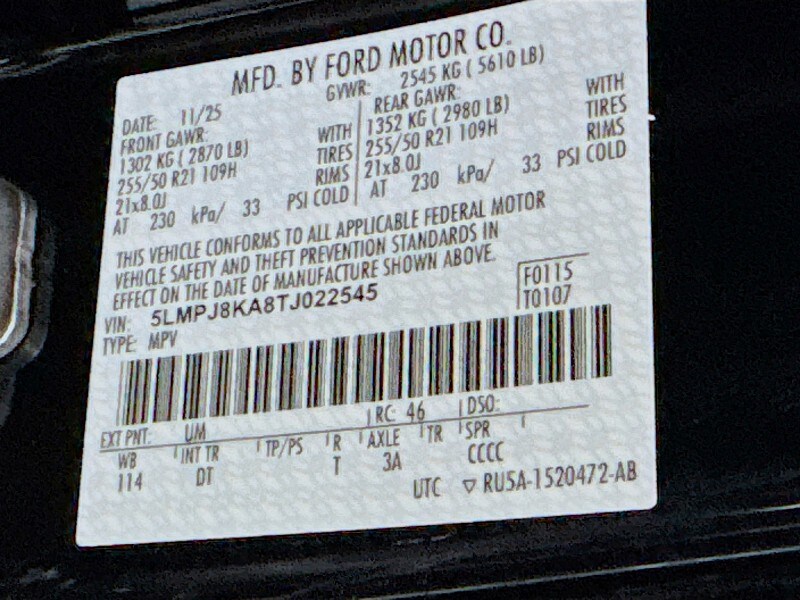 MFD. BY FORD MOTOR CO.
DATE: 11/25 GVWR: 2545 KG ( 5610 LB)
FRONT GAWR: REAR GAWR:
1302 KG ( 2870 LB) WITH 1352 KG ( 2980 LB) WITH
255/50 R21 109H TIRES 255/50 R21 109H TIRES
21x8.0J RIMS 21x8.0J RIMS
AT 230 kPa/ 33 PSI COLD AT 230 kPa/ 33 PSI COLD
THIS VEHICLE CONFORMS TO ALL APPLICABLE FEDERAL MOTOR
VEHICLE SAFETY AND THEFT PREVENTION STANDARDS IN
EFFECT ON THE DATE OF MANUFACTURE SHOWN ABOVE.
VIN: 5LMPJ8KA8TJ022545 F0115
TYPE: MPV T0107
EXT PNT: UM RC: 46 DSO:
WB INT TR TP/PS R AXLE TR SPR
114 DT T 3A CCCC
UTC ▽ RU5A-1520472-AB